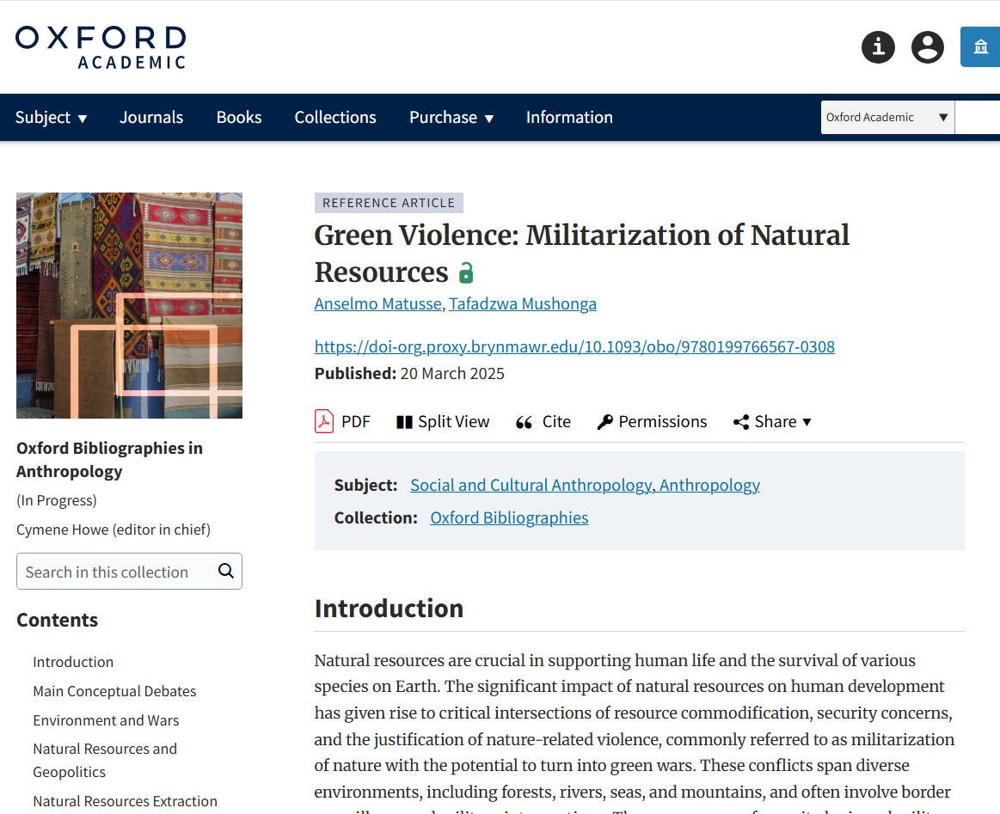 OXFORD
ACADEMIC
Subject ▼ Journals Books Collections Purchase ▼ Information
Oxford Academic ▼
REFERENCE ARTICLE
Green Violence: Militarization of Natural
Resources
Anselmo Matusse, Tafadzwa Mushonga
https://doi-org.proxy.brynmawr.edu/10.1093/obo/9780199766567-0308
Published: 20 March 2025
PDF Split View Cite Permissions Share ▼
Subject: Social and Cultural Anthropology, Anthropology
Collection: Oxford Bibliographies
Oxford Bibliographies in
Anthropology
(In Progress)
Cymene Howe (editor in chief)
Search in this collection
Contents
Introduction
Main Conceptual Debates
Environment and Wars
Natural Resources and
Geopolitics
Natural Resources Extraction
Introduction
Natural resources are crucial in supporting human life and the survival of various
species on Earth. The significant impact of natural resources on human development
has given rise to critical intersections of resource commodification, security concerns,
and the justification of nature-related violence, commonly referred to as militarization
of nature with the potential to turn into green wars. These conflicts span diverse
environments, including forests, rivers, seas, and mountains, and often involve border